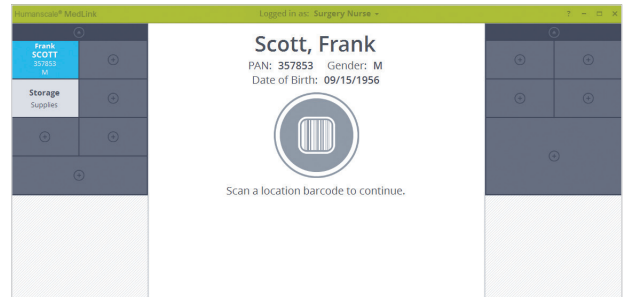 Humanscale® MedLink
Logged in as: Surgery Nurse
? – □ X
Frank
SCOTT
357853
M
Storage
Supplies
Scott, Frank
PAN: 357853 Gender: M
Date of Birth: 09/15/1956
Scan a location barcode to continue.